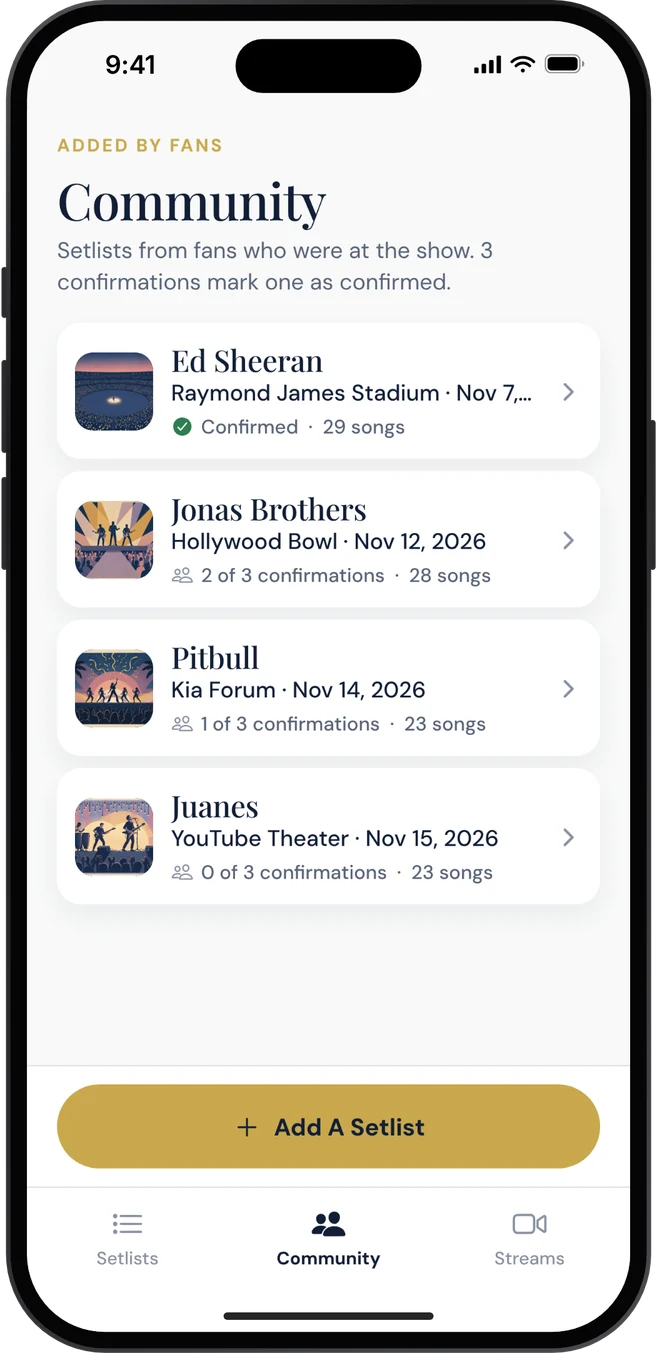 9:41
ADDED BY FANS
Community
Setlists from fans who were at the show. 3
confirmations mark one as confirmed.
Ed Sheeran
Raymond James Stadium · Nov 7,...
Confirmed · 29 songs
Jonas Brothers
Hollywood Bowl · Nov 12, 2026
2 of 3 confirmations · 28 songs
Pitbull
Kia Forum · Nov 14, 2026
1 of 3 confirmations · 23 songs
Juanes
YouTube Theater · Nov 15, 2026
0 of 3 confirmations · 23 songs
+ Add A Setlist
Setlists Community Streams